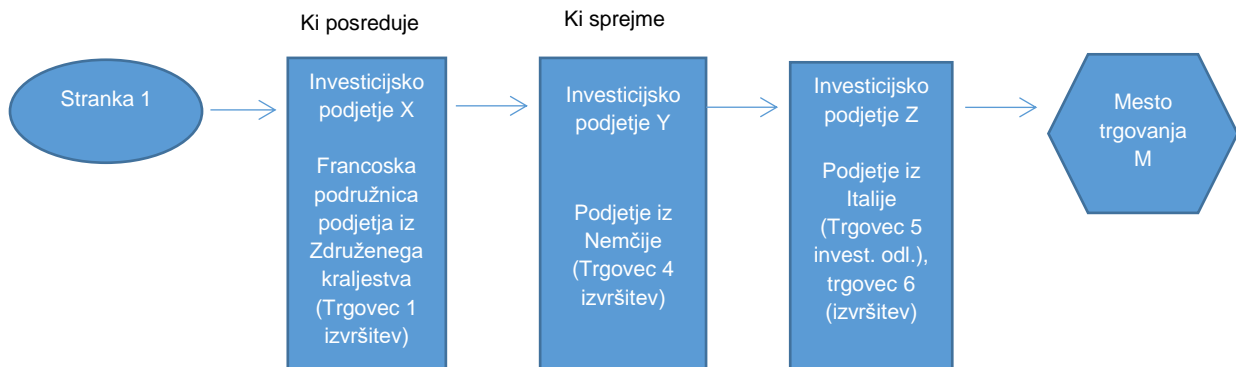 Ki posreduje
Ki sprejme
Stranka 1
Investicijsko
podjetje X
Francoska
podružnica
podjetja iz
Združenega
kraljestva
(Trgovec 1
izvršitev)
Investicijsko
podjetje Y
Podjetje iz
Nemčije
(Trgovec 4
izvršitev)
Investicijsko
podjetje Z
Podjetje iz
Italije
(Trgovec 5
invest. odl.),
trgovec 6
(izvršitev)
Mesto
trgovanja
M